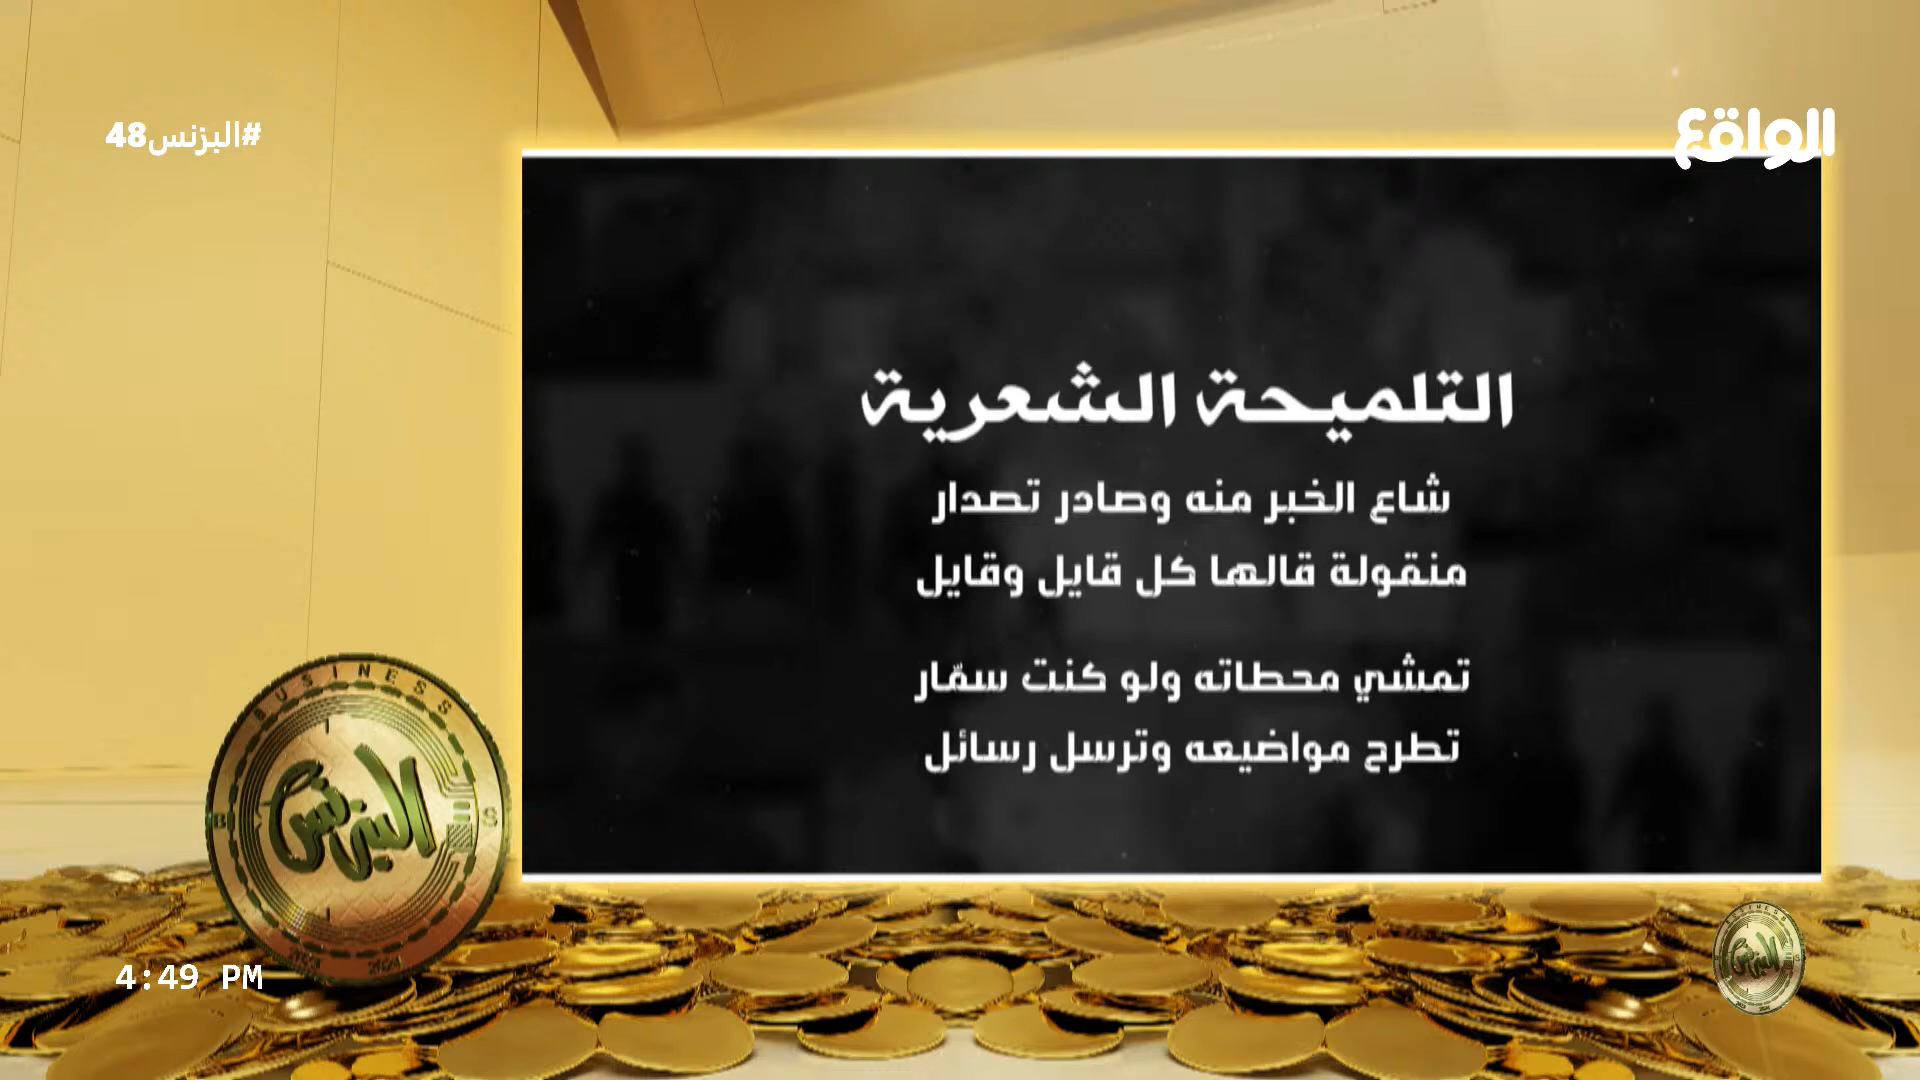 #البزنس48
الواقع
التلميحة الشعرية
شاع الخبر منه وصادر تصدار
منقولة قالها كل قايل وقايل
تمشي محطاته ولو كنت سمّار
تطرح مواضيعه وترسل رسائل
BUSINESS
البزنس
4:49 PM
البزنس